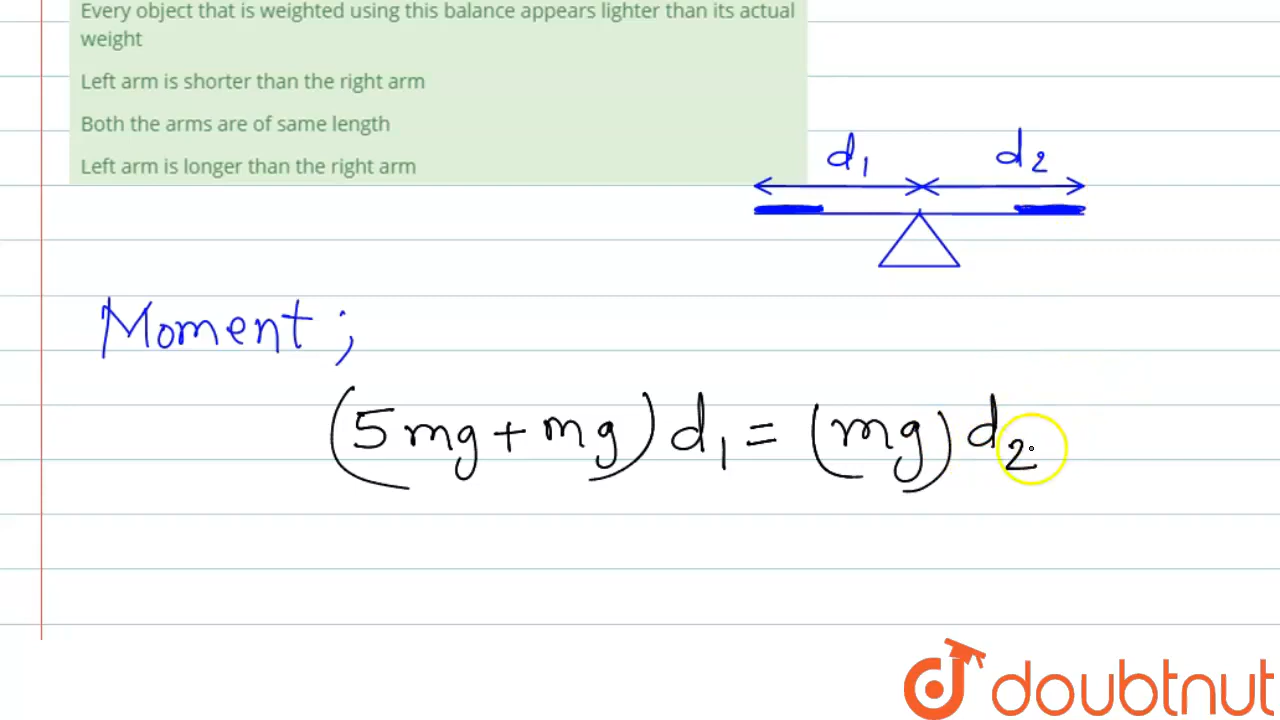 Every object that is weighted using this balance appears lighter than its actual
weight
Left arm is shorter than the right arm
Both the arms are of same length
Left arm is longer than the right arm
d1 d2
Moment ;
(5mg+mg) d1 = (mg) d2
doubtnut